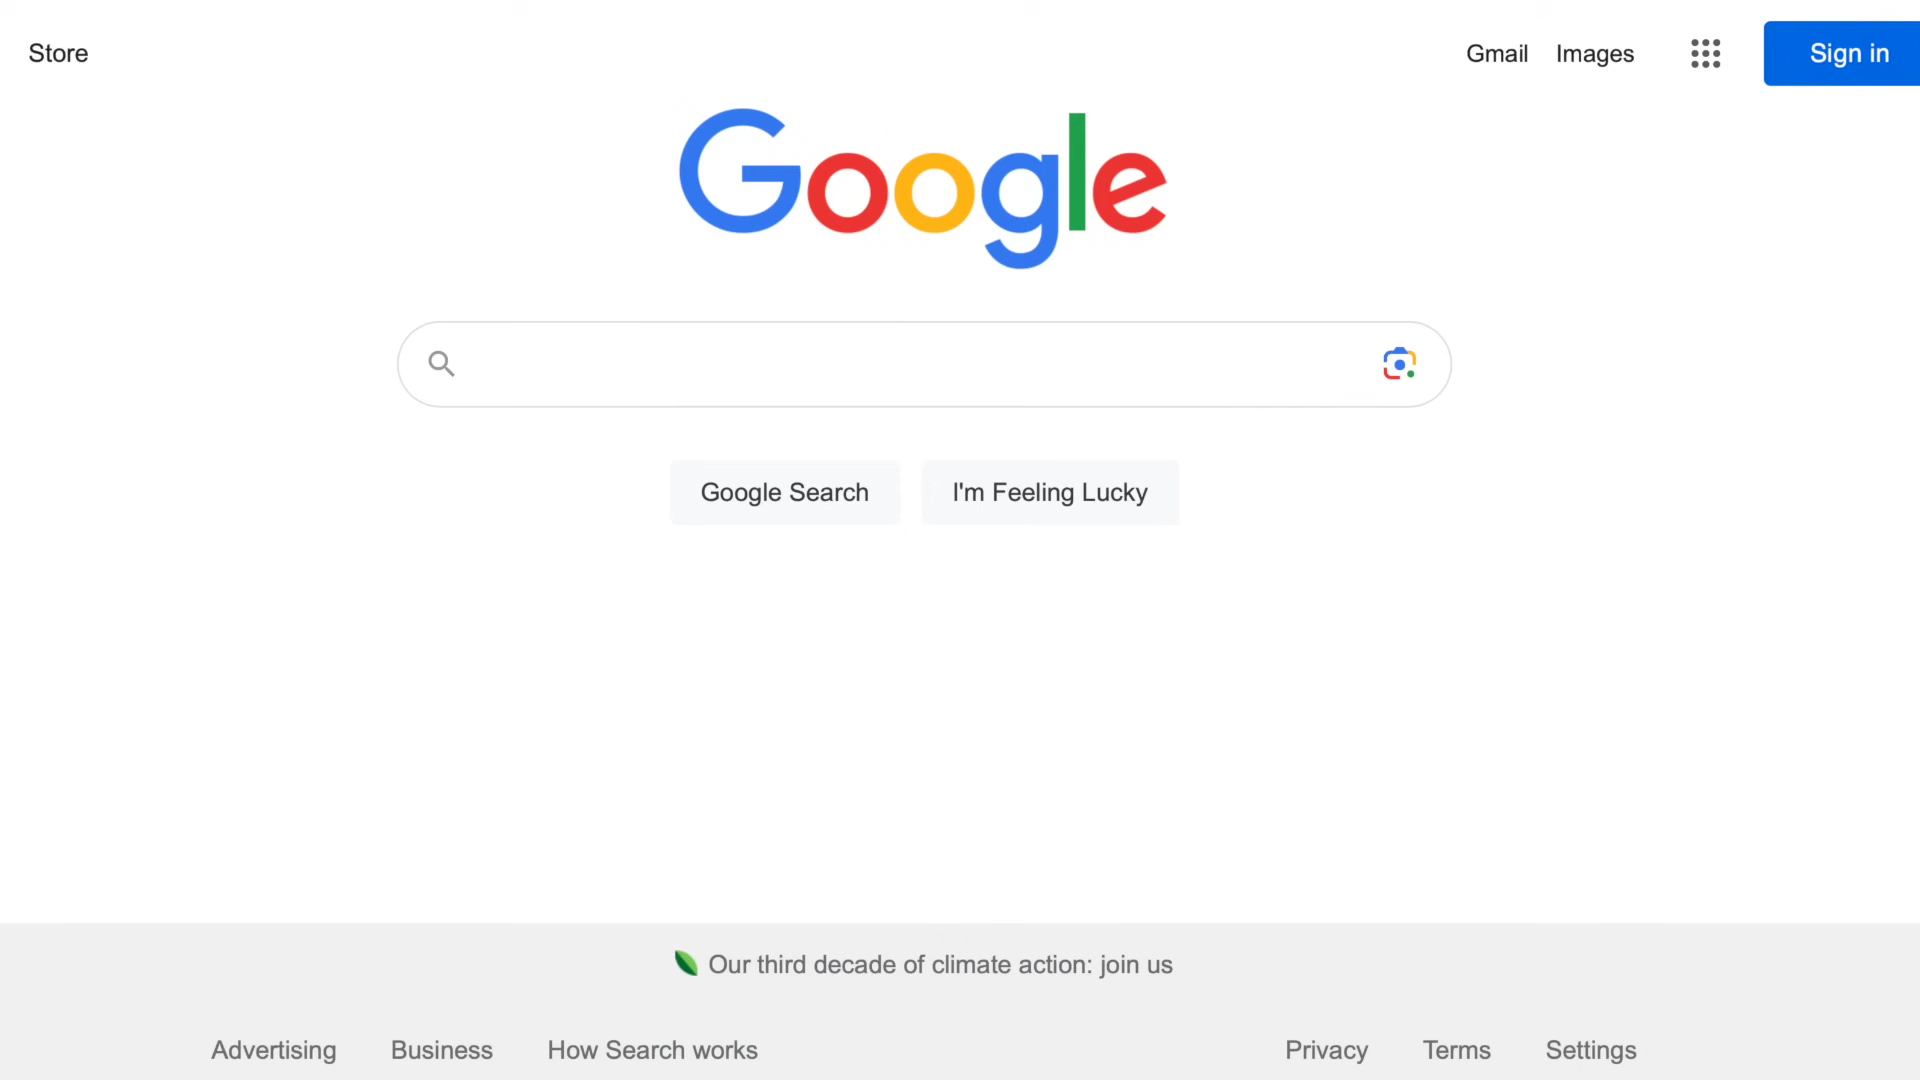 Store
Gmail Images Sign in
Google
Google Search I'm Feeling Lucky
Our third decade of climate action: join us
Advertising Business How Search works Privacy Terms Settings